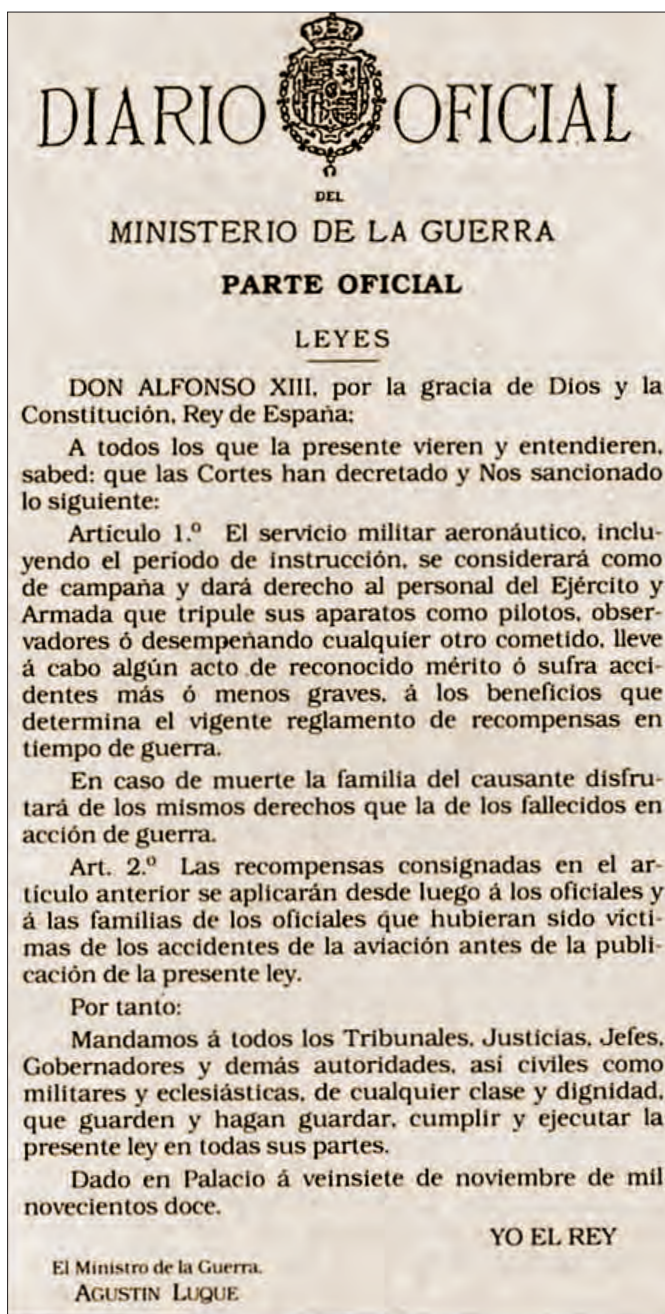 DIARIO OFICIAL
DEL
MINISTERIO DE LA GUERRA
PARTE OFICIAL
LEYES
DON ALFONSO XIII, por la gracia de Dios y la
Constitución, Rey de España;
A todos los que la presente vieren y entendieren,
sabed: que las Cortes han decretado y Nos sancionado
lo siguiente:
Artículo 1.º El servicio militar aeronáutico, inclu-
yendo el período de instrucción, se considerará como
de campaña y dará derecho al personal del Ejército y
Armada que tripule sus aparatos como pilotos, obser-
vadores ó desempeñando cualquier otro cometido, lleve
á cabo algún acto de reconocido mérito ó sufra acci-
dentes más ó menos graves, á los beneficios que
determina el vigente reglamento de recompensas en
tiempo de guerra.
En caso de muerte la familia del causante disfru-
tará de los mismos derechos que la de los fallecidos en
acción de guerra.
Art. 2.º Las recompensas consignadas en el ar-
tículo anterior se aplicarán desde luego á los oficiales y
á las familias de los oficiales que hubieran sido vícti-
mas de los accidentes de la aviación antes de la publi-
cación de la presente ley.
Por tanto:
Mandamos á todos los Tribunales, Justicias, Jefes,
Gobernadores y demás autoridades, así civiles como
militares y eclesiásticas, de cualquier clase y dignidad,
que guarden y hagan guardar, cumplir y ejecutar la
presente ley en todas sus partes.
Dado en Palacio á veinsiete de noviembre de mil
novecientos doce.
YO EL REY
El Ministro de la Guerra,
AGUSTIN LUQUE